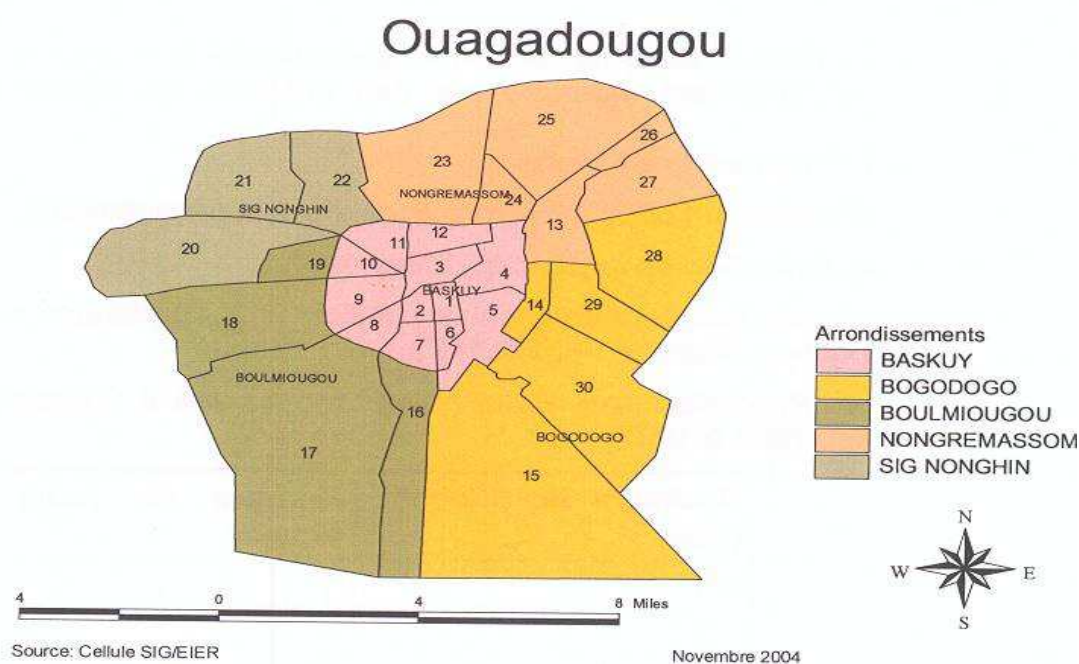 Ouagadougou
25
26
23
27
21
22
24
NONGREMASSOM
SIG NONGHIN
13
12
11
20
28
10
19
3
4
BASKUY
9
1
14
29
2
5
18
8
6
7
BOULMIOUGOU
30
16
BOGODOGO
17
15
Arrondissements
BASKUY
BOGODOGO
BOULMIOUGOU
NONGREMASSOM
SIG NONGHIN
N
W E
S
4 0 4 8 Miles
Source: Cellule SIG/EIER
Novembre 2004